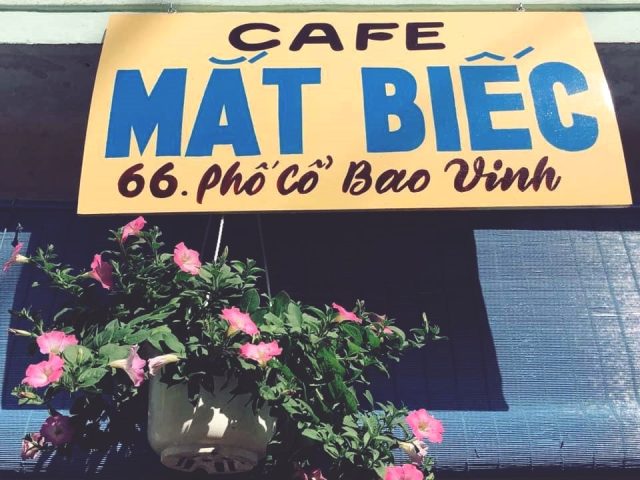 CAFE
MẮT BIẾC
66. Phố Cổ Bao Vinh